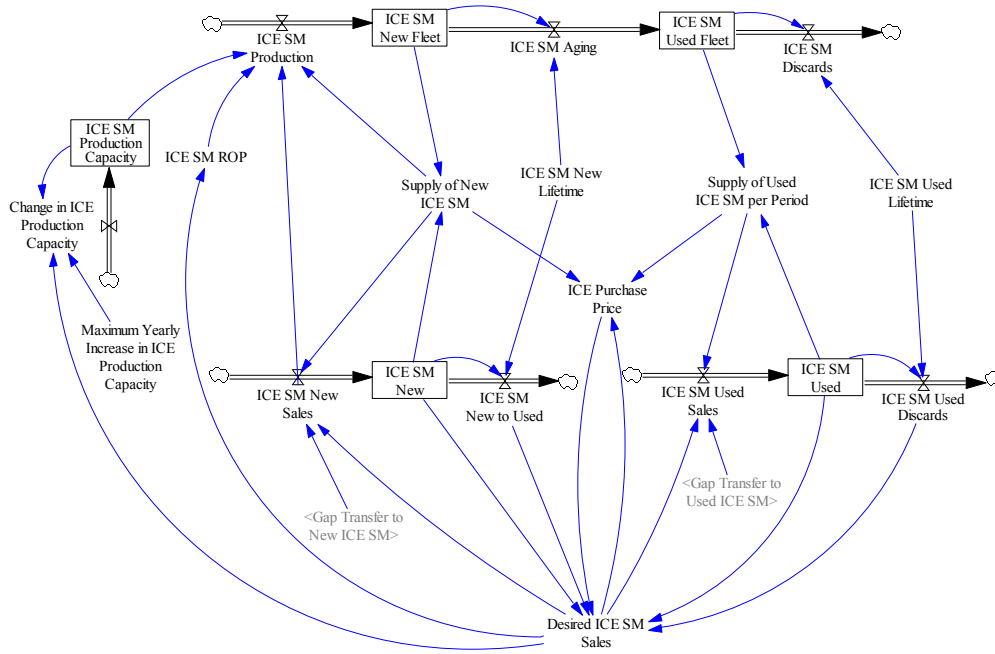 ICE SM
New Fleet
ICE SM
Used Fleet
ICE SM
Production
ICE SM Aging
ICE SM
Discards
ICE SM
Production
Capacity
ICE SM ROP
Supply of New
ICE SM
ICE SM New
Lifetime
Supply of Used
ICE SM per Period
ICE SM Used
Lifetime
Change in ICE
Production
Capacity
ICE Purchase
Price
Maximum Yearly
Increase in ICE
Production
Capacity
ICE SM
New
ICE SM
Used
ICE SM New
Sales
ICE SM
New to Used
ICE SM Used
Sales
ICE SM Used
Discards
<Gap Transfer to
New ICE SM>
<Gap Transfer to
Used ICE SM>
Desired ICE SM
Sales